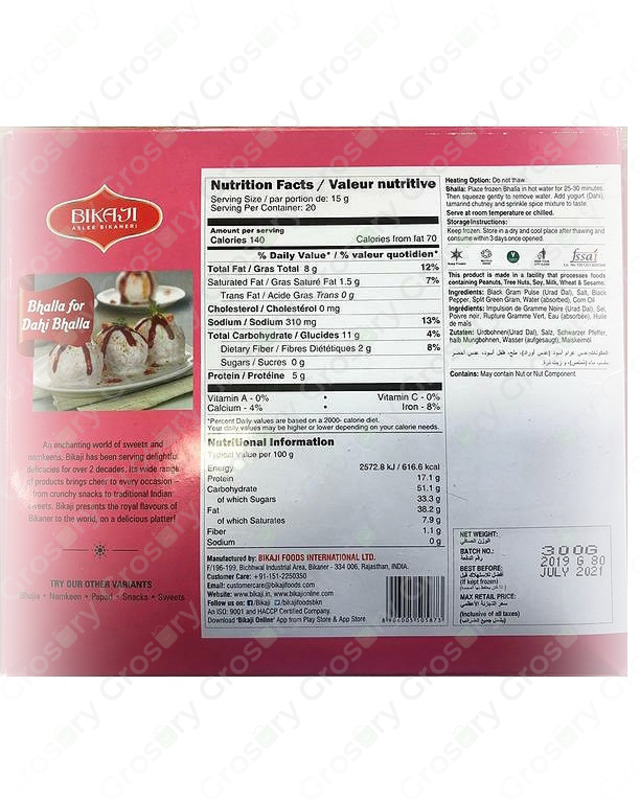 BIKAJI
ASLEE BIKANERI
Bhalla for
Dahi Bhalla
An enchanting world of sweets and
namkeens, Bikaji has been serving delightful
delicacies for over 2 decades. Its wide range
of products brings cheer to every occasion –
from crunchy snacks to traditional Indian
sweets. Bikaji presents the royal flavours of
Bikaner to the world, on a delicious platter!
TRY OUR OTHER VARIANTS
Bhujia • Namkeen • Papad • Snacks • Sweets
Nutrition Facts / Valeur nutritive
Serving Size / par portion de: 15 g
Serving Per Container: 20
Amount per serving
Calories 140 Calories from fat 70
% Daily Value* / % valeur quotidien*
Total Fat / Gras Total 8 g 12%
Saturated Fat / Gras Saturé Fat 1.5 g 7%
Trans Fat / Acide Gras Trans 0 g
Cholesterol / Cholestérol 0 mg
Sodium / Sodium 310 mg 13%
Total Carbohydrate / Glucides 11 g 4%
Dietary Fiber / Fibres Diététiques 2 g 8%
Sugars / Sucres 0 g
Protein / Protéine 5 g
Vitamin A - 0% • Vitamin C - 0%
Calcium - 4% • Iron - 8%
*Percent Daily values are based on a 2000- calorie diet.
Your daily values may be higher or lower depending on your calorie needs.
Nutritional Information
Typical Value per 100 g
Energy 2572.8 kJ / 616.6 kcal
Protein 17.1 g
Carbohydrate 51.1 g
of which Sugars 33.3 g
Fat 38.2 g
of which Saturates 7.9 g
Fiber 1.1 g
Sodium 0 g
Manufactured by: BIKAJI FOODS INTERNATIONAL LTD.
F/196-199, Bichhwal Industrial Area, Bikaner - 334 006, Rajasthan, INDIA.
Customer Care: +91-151-2250350
Email: customercare@bikajifoods.com
Website: www.bikaji.in, www.bikajionline.com
Follow us on: /Bikaji /bikajifoodsbkn
An ISO: 9001 and HACCP Certified Company.
Download 'Bikaji Online' App from Play Store & App Store
8 904005 505873
Heating Option: Do not thaw.
Bhalla: Place frozen Bhalla in hot water for 25-30 minutes.
Then squeeze gently to remove water. Add yogurt (Dahi),
tamarind chutney and sprinkle spice mixture to taste.
Serve at room temperature or chilled.
Storage Instructions:
Keep frozen. Store in a dry and cool place after thawing and
consume within 3 days once opened.
fssai
This product is made in a facility that processes foods
containing Peanuts, Tree Nuts, Soy, Milk, Wheat & Sesame.
Ingredients: Black Gram Pulse (Urad Dal), Salt, Black
Pepper, Split Green Gram, Water (absorbed), Corn Oil
Ingrédients: Impulsion de Gramme Noire (Urad Da), Sel,
Poivre noir, Rupture Gramme Vert, Eau (absorbée), Huile
de maïs
Zutaten: Urdbohnen(Urad Dal), Salz, Schwarzer Pfeffer,
halb Mungbohnen, Wasser (aufgesaugt), Maiskeimöl
Contains: May contain Nut or Nut Component
NET WEIGHT:
الوزن الصافي
300G
BATCH NO.:
رقم الدفعة
2019 G 80
BEST BEFORE:
(If kept frozen)
JULY 2021
MAX RETAIL PRICE:
(Inclusive of all taxes)
Grosory